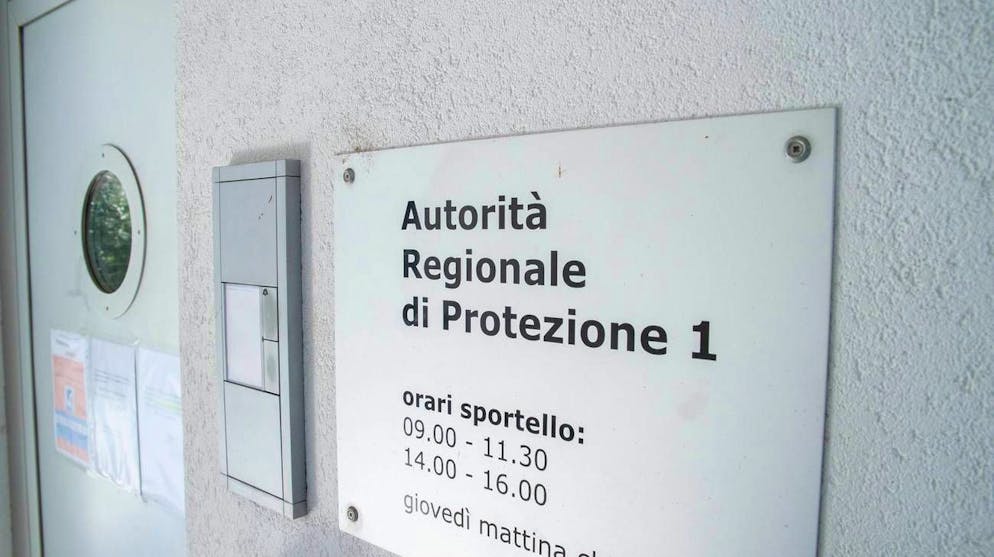 Autorità
Regionale
di Protezione 1
orari sportello:
09.00 - 11.30
14.00 - 16.00
giovedì mattina